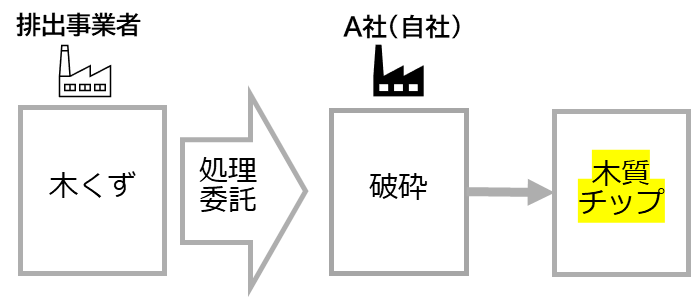 排出事業者
A社（自社）
木くず
処理
委託
破砕
木質
チップ